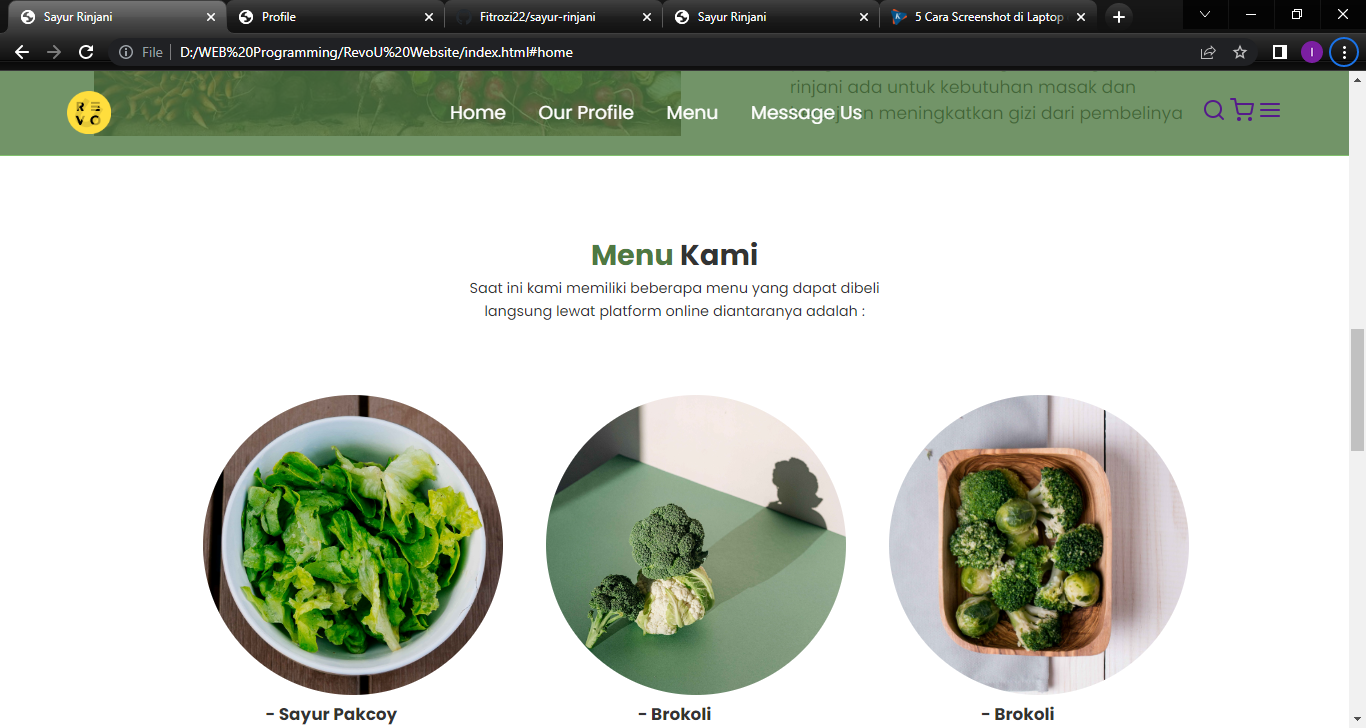 Sayur Rinjani
Profile
Fitrozi22/sayur-rinjani
Sayur Rinjani
5 Cara Screenshot di Laptop
File
D:/WEB%20Programming/RevoU%20Website/index.html#home
I
rinjani ada untuk kebutuhan masak dan
n meningkatkan gizi dari pembelinya
Home
Our Profile
Menu
Message Us
Menu Kami
Saat ini kami memiliki beberapa menu yang dapat dibeli
langsung lewat platform online diantaranya adalah :
- Sayur Pakcoy
- Brokoli
- Brokoli